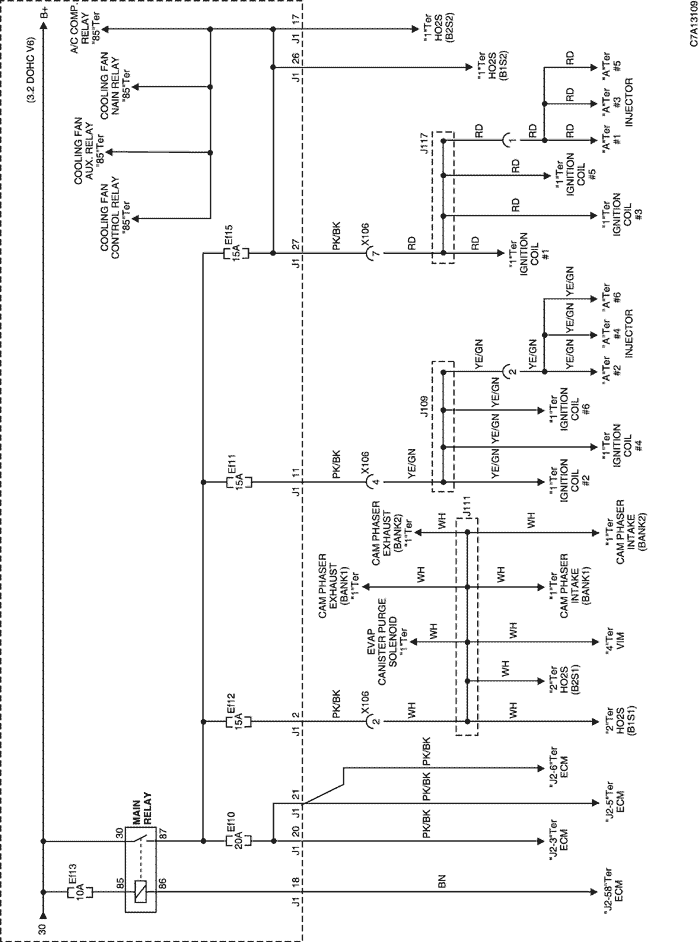 30
(3.2 DOHC V6)
B+
Ef13
10A
MAIN
RELAY
85
30
86
87
COOLING FAN
CONTROL RELAY
"85"Ter
COOLING FAN
AUX. RELAY
"85"Ter
COOLING FAN
NAIN RELAY
"85"Ter
A/C COMP.
RELAY
"85"Ter
Ef10
20A
Ef12
15A
Ef11
15A
Ef15
15A
J1 18
J1 20
21
J1 2
J1 11
J1 27
J1 26
J1 17
BN
PK/BK
PK/BK
PK/BK
PK/BK
X106
2
WH
PK/BK
X106
4
YE/GN
PK/BK
X106
7
RD
CAM PHASER
EXHAUST
(BANK1)
"1"Ter
EVAP
CANISTER PURGE
SOLENOID
"1"Ter
CAM PHASER
EXHAUST
(BANK2)
"1"Ter
WH
WH
WH
J111
J109
J117
"1"Ter
HO2S
(B2S2)
"1"Ter
HO2S
(B1S2)
WH
WH
WH
WH
WH
YE/GN
YE/GN
YE/GN
YE/GN
2
YE/GN
YE/GN
YE/GN
YE/GN
RD
RD
RD
RD
1
RD
RD
RD
"J2-58"Ter
ECM
"J2-3"Ter
ECM
"J2-5"Ter
ECM
"J2-6"Ter
ECM
"2"Ter
HO2S
(B1S1)
"2"Ter
HO2S
(B2S1)
"4"Ter
VIM
"1"Ter
CAM PHASER
INTAKE
(BANK1)
"1"Ter
CAM PHASER
INTAKE
(BANK2)
"1"Ter
IGNITION
COIL
#2
"1"Ter
IGNITION
COIL
#4
"1"Ter
IGNITION
COIL
#6
"A"Ter "A"Ter "A"Ter
#2 #4 #6
INJECTOR
"1"Ter
IGNITION
COIL
#1
"1"Ter
IGNITION
COIL
#3
"1"Ter
IGNITION
COIL
#5
"A"Ter "A"Ter "A"Ter
#1 #3 #5
INJECTOR
C7A13109